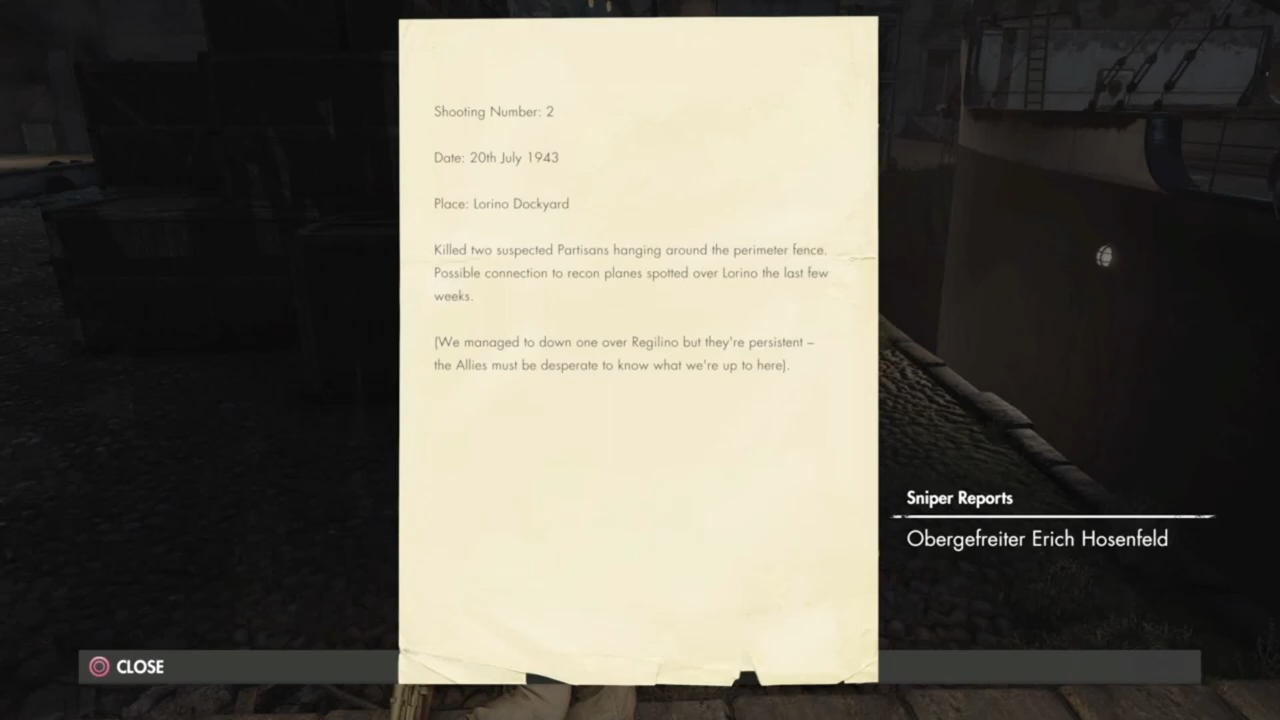 Shooting Number: 2
Date: 20th July 1943
Place: Lorino Dockyard
Killed two suspected Partisans hanging around the perimeter fence.
Possible connection to recon planes spotted over Lorino the last few
weeks.
(We managed to down one over Regilino but they're persistent –
the Allies must be desperate to know what we're up to here).
Sniper Reports
Obergefreiter Erich Hosenfeld
CLOSE